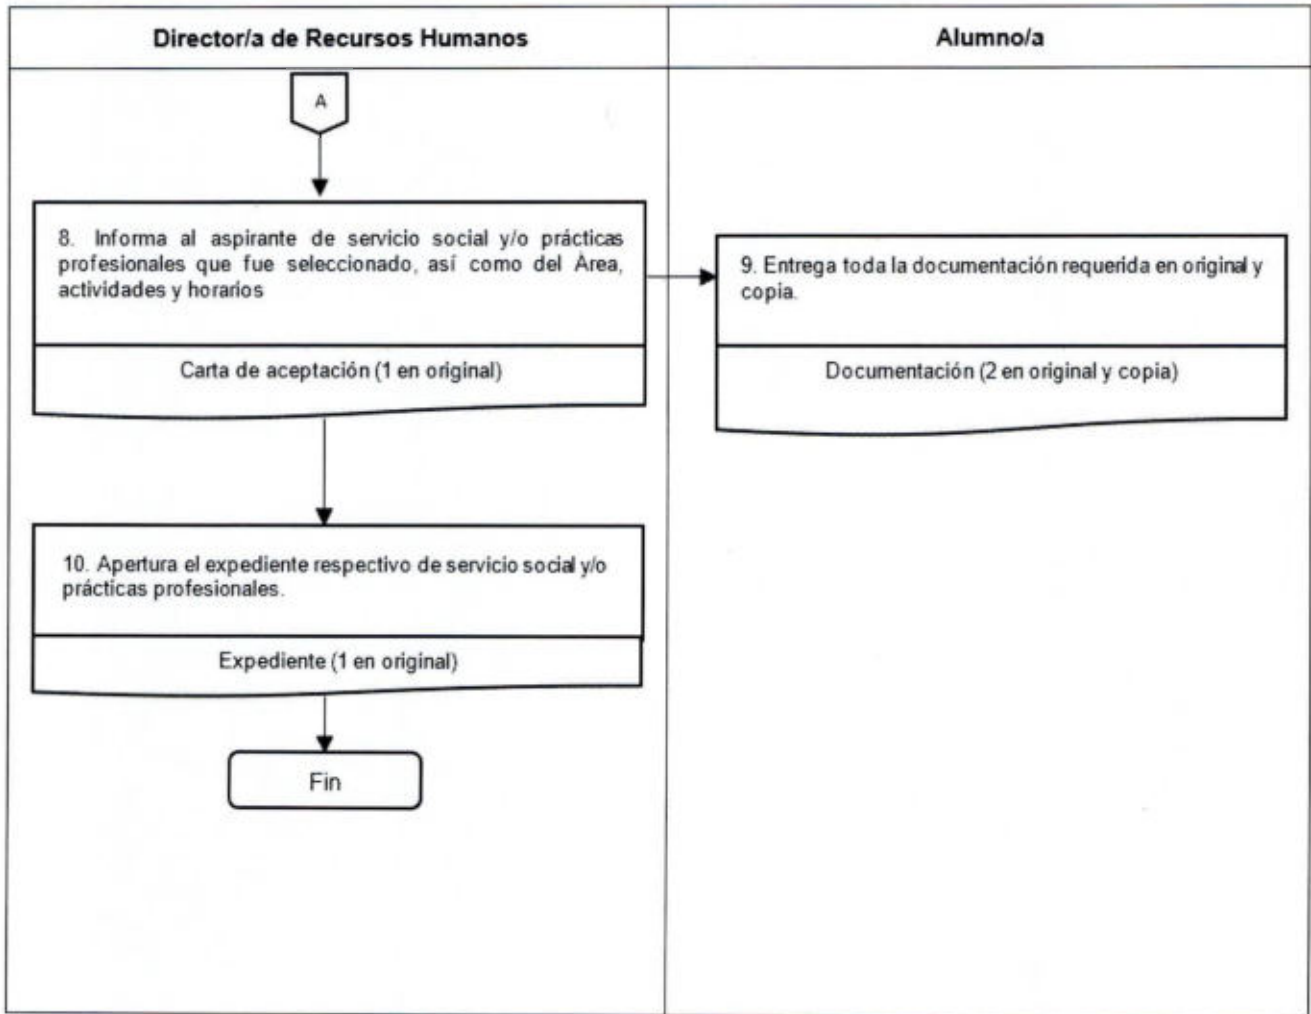 Director/a de Recursos Humanos
Alumno/a
A
8. Informa al aspirante de servicio social y/o prácticas
profesionales que fue seleccionado, así como del Área,
actividades y horarios
Carta de aceptación (1 en original)
9. Entrega toda la documentación requerida en original y
copia.
Documentación (2 en original y copia)
10. Apertura el expediente respectivo de servicio social y/o
prácticas profesionales.
Expediente (1 en original)
Fin